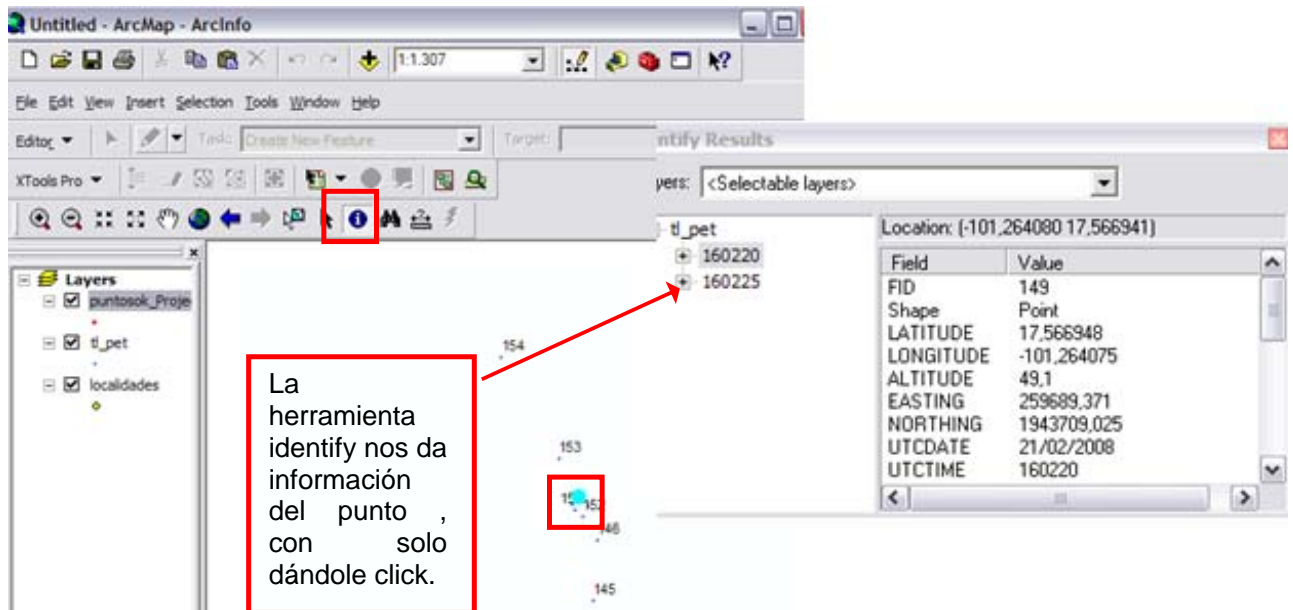 Untitled - ArcMap - ArcInfo
1:1.307
File Edit View Insert Selection Tools Window Help
Editor Task: Create New Feature Target:
XTools Pro
Layers
puntosok_Proje
tl_pet
localidades
154
153
152
146
145
La
herramienta
identify nos da
información
del punto ,
con solo
dándole click.
ntify Results
yers: <Selectable layers>
tl_pet
160220
160225
Location: (-101,264080 17,566941)
Field Value
FID 149
Shape Point
LATITUDE 17,566948
LONGITUDE -101,264075
ALTITUDE 49,1
EASTING 259689,371
NORTHING 1943709,025
UTCDATE 21/02/2008
UTCTIME 160220